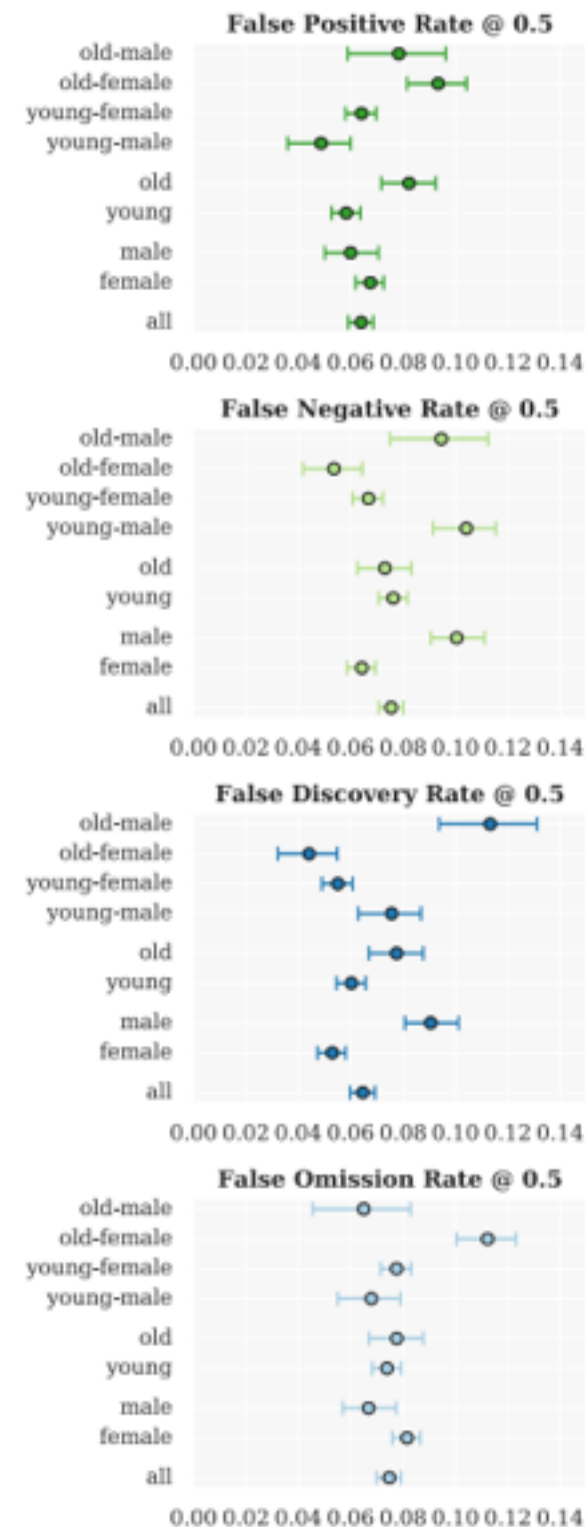 False Positive Rate @ 0.5
old-male
old-female
young-female
young-male
old
young
male
female
all
0.00 0.02 0.04 0.06 0.08 0.10 0.12 0.14
False Negative Rate @ 0.5
old-male
old-female
young-female
young-male
old
young
male
female
all
0.00 0.02 0.04 0.06 0.08 0.10 0.12 0.14
False Discovery Rate @ 0.5
old-male
old-female
young-female
young-male
old
young
male
female
all
0.00 0.02 0.04 0.06 0.08 0.10 0.12 0.14
False Omission Rate @ 0.5
old-male
old-female
young-female
young-male
old
young
male
female
all
0.00 0.02 0.04 0.06 0.08 0.10 0.12 0.14